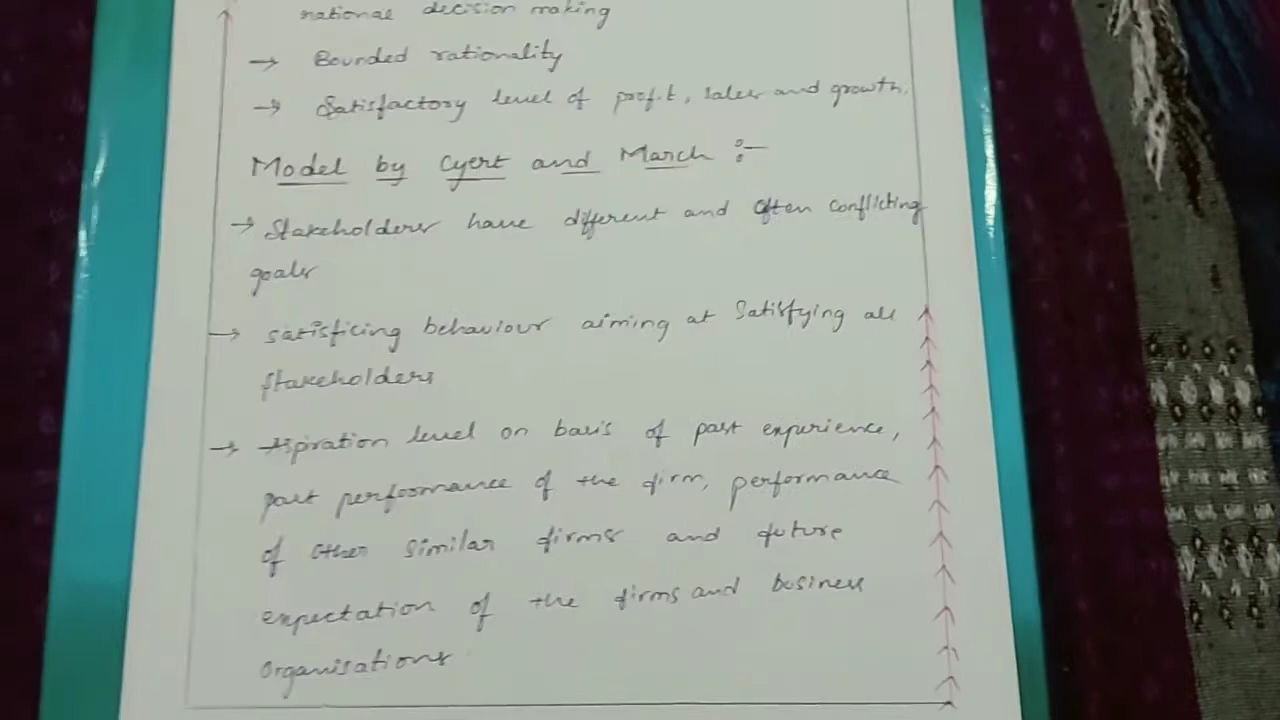 rational decision making
→ Bounded rationality
→ Satisfactory level of profit, sales and growth.
Model by Cyert and March :-
→ Stakeholders have different and often conflicting
goals
→ satisficing behaviour aiming at Satisfying all
stakeholders
→ Aspiration level on basis of past experience,
past performance of the firm, performance
of other similar firms and future
expectation of the firms and business
organisations